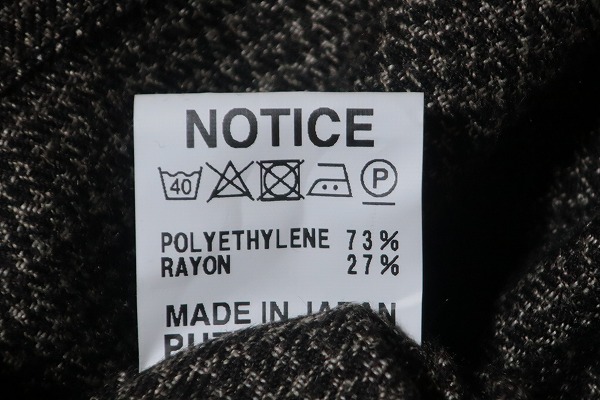 NOTICE
40 P
POLYETHYLENE 73%
RAYON 27%
MADE IN JAPAN